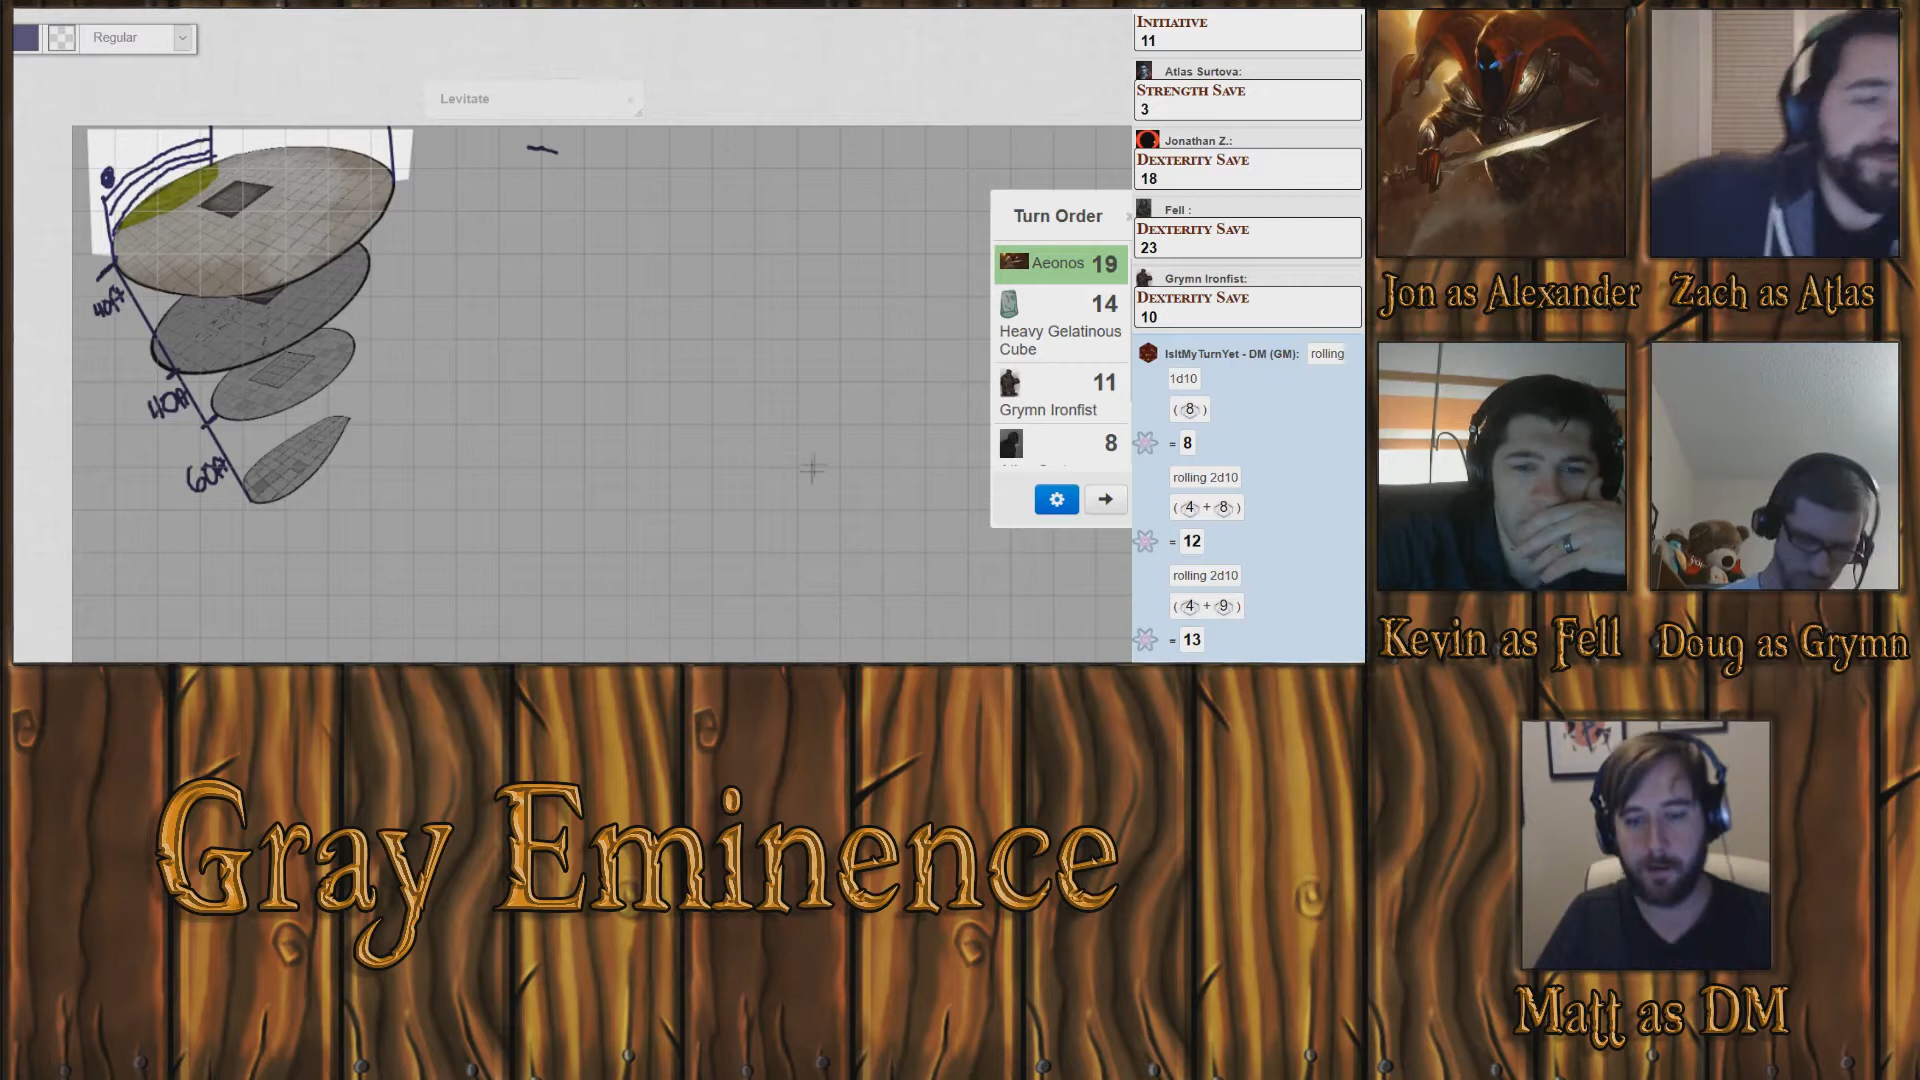 Regular
Levitate
40ft
40ft
60ft
Turn Order
Aeonos 19
14
Heavy Gelatinous
Cube
11
Grymn Ironfist
8
INITIATIVE
11
Atlas Surtova:
STRENGTH SAVE
3
Jonathan Z.:
DEXTERITY SAVE
18
Fell :
DEXTERITY SAVE
23
Grymn Ironfist:
DEXTERITY SAVE
10
IsItMyTurnYet - DM (GM): rolling
1d10
( 8 )
= 8
rolling 2d10
( 4 + 8 )
= 12
rolling 2d10
( 4 + 9 )
= 13
Jon as Alexander
Zach as Atlas
Kevin as Fell
Doug as Grymn
Matt as DM
Gray Eminence